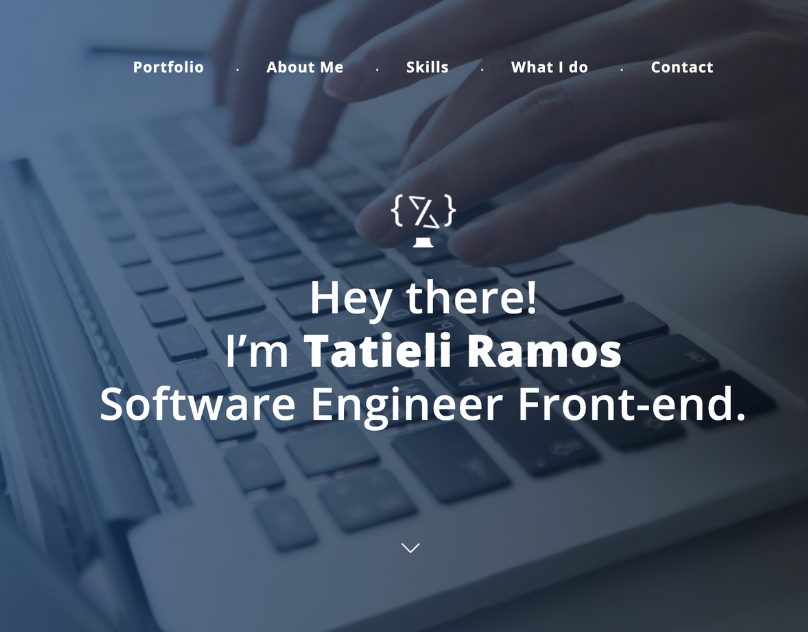 Portfolio · About Me · Skills · What I do · Contact
Hey there!
I’m Tatieli Ramos
Software Engineer Front-end.